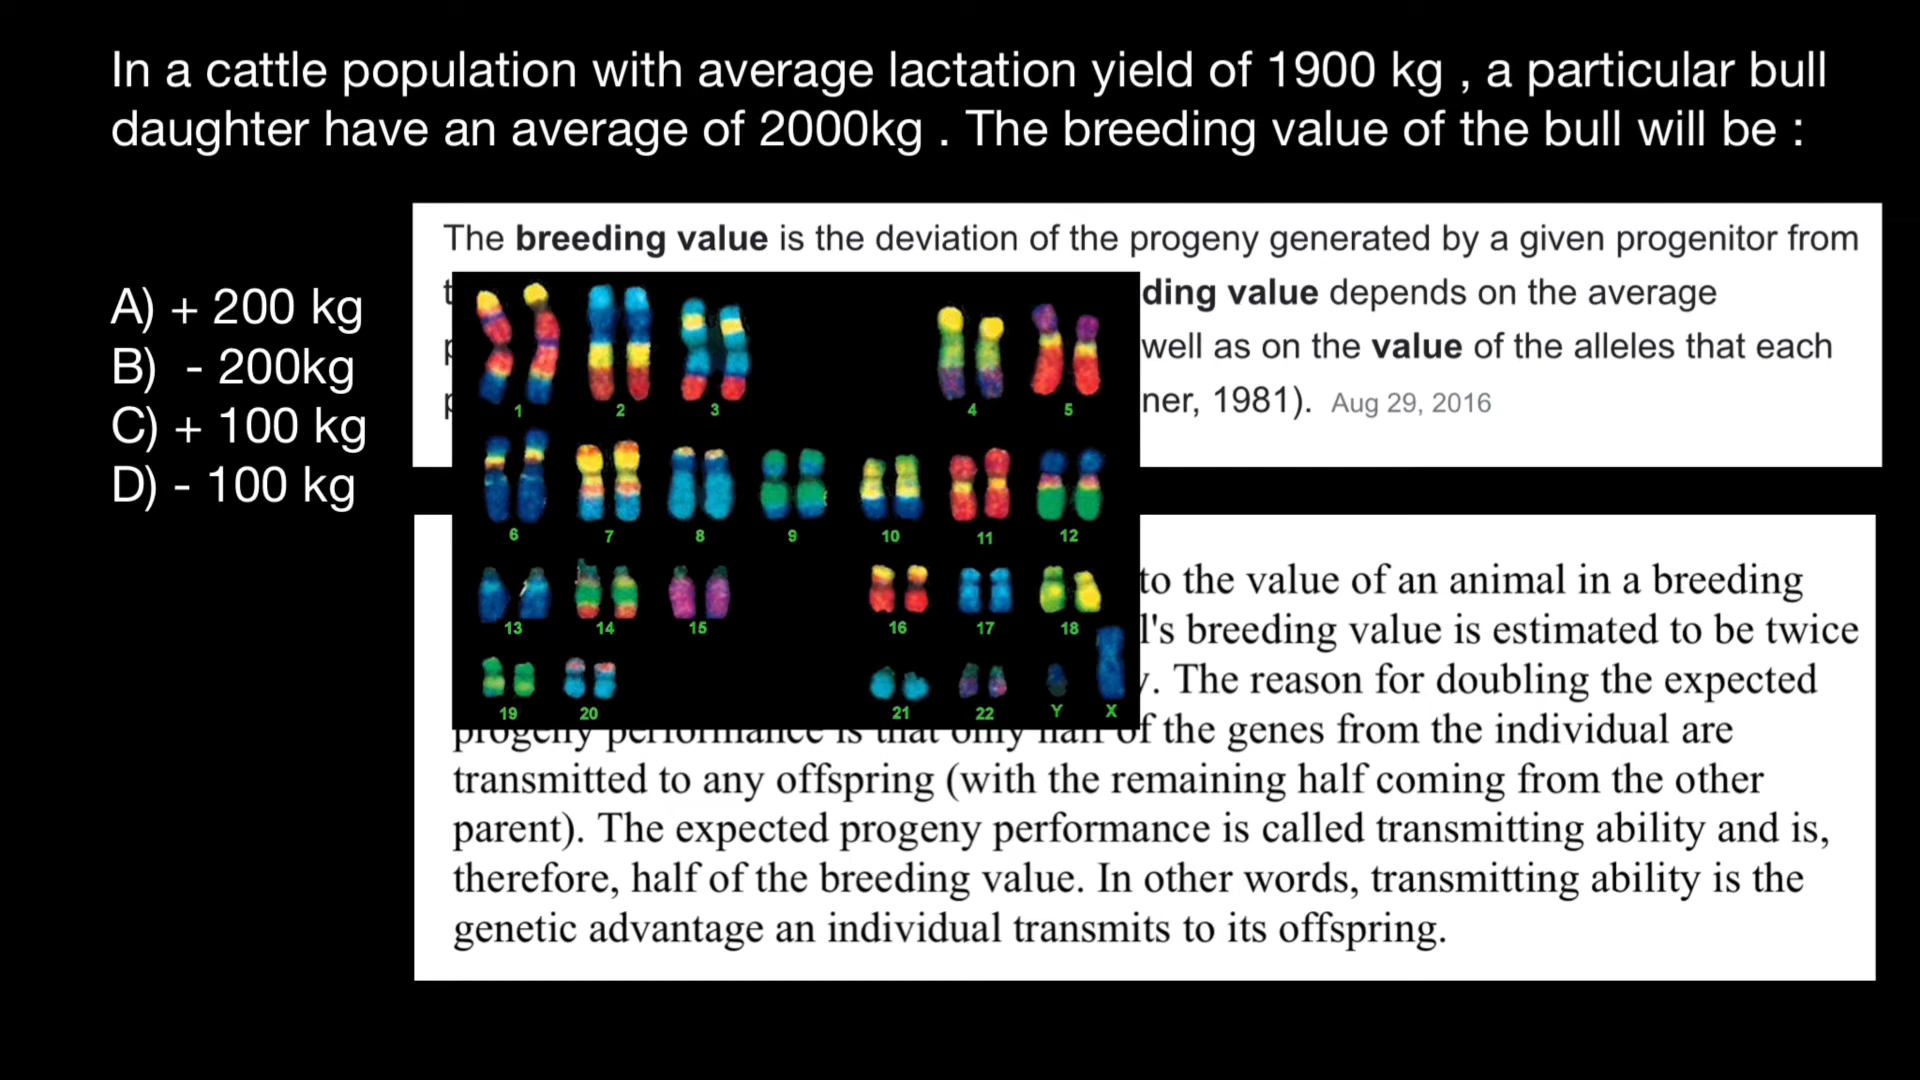 In a cattle population with average lactation yield of 1900 kg , a particular bull
daughter have an average of 2000kg . The breeding value of the bull will be :
A) + 200 kg
B) - 200kg
C) + 100 kg
D) - 100 kg
The breeding value is the deviation of the progeny generated by a given progenitor from
ding value depends on the average
well as on the value of the alleles that each
ner, 1981). Aug 29, 2016
1 2 3 4 5
6 7 8 9 10 11 12
13 14 15 16 17 18
19 20 21 22 Y X
to the value of an animal in a breeding
l's breeding value is estimated to be twice
. The reason for doubling the expected
progeny performance is that only half of the genes from the individual are
transmitted to any offspring (with the remaining half coming from the other
parent). The expected progeny performance is called transmitting ability and is,
therefore, half of the breeding value. In other words, transmitting ability is the
genetic advantage an individual transmits to its offspring.